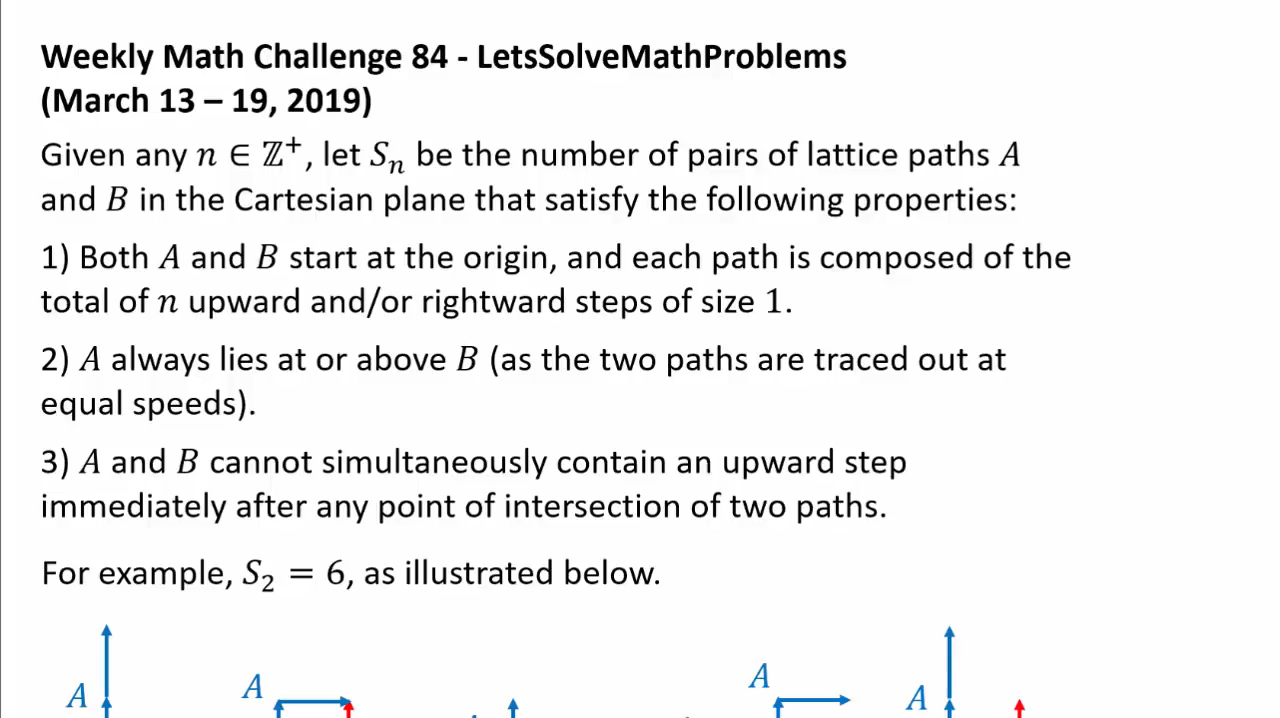 Weekly Math Challenge 84 - LetsSolveMathProblems
(March 13 – 19, 2019)
Given any n ∈ ℤ⁺, let Sₙ be the number of pairs of lattice paths A
and B in the Cartesian plane that satisfy the following properties:
1) Both A and B start at the origin, and each path is composed of the
total of n upward and/or rightward steps of size 1.
2) A always lies at or above B (as the two paths are traced out at
equal speeds).
3) A and B cannot simultaneously contain an upward step
immediately after any point of intersection of two paths.
For example, S₂ = 6, as illustrated below.
A A A A